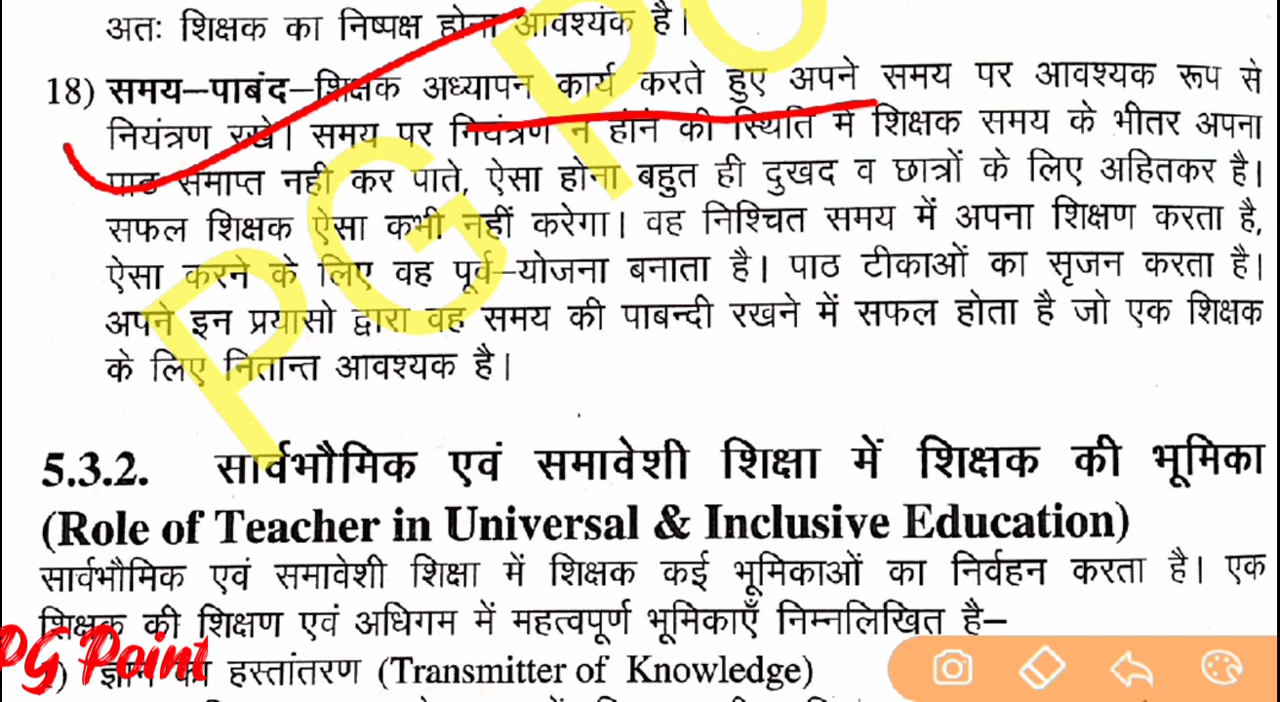 अतः शिक्षक का निष्पक्ष होना आवश्यक है।
18) समय–पाबंद–शिक्षक अध्यापन कार्य करते हुए अपने समय पर आवश्यक रूप से
नियंत्रण रखे। समय पर नियंत्रण न होने की स्थिति में शिक्षक समय के भीतर अपना
पाठ समाप्त नही कर पाते, ऐसा होना बहुत ही दुखद व छात्रों के लिए अहितकर है।
सफल शिक्षक ऐसा कभी नहीं करेगा। वह निश्चित समय में अपना शिक्षण करता है,
ऐसा करने के लिए वह पूर्व–योजना बनाता है। पाठ टीकाओं का सृजन करता है।
अपने इन प्रयासो द्वारा वह समय की पाबन्दी रखने में सफल होता है जो एक शिक्षक
के लिए नितान्त आवश्यक है।
PG PO
5.3.2. सार्वभौमिक एवं समावेशी शिक्षा में शिक्षक की भूमिका
(Role of Teacher in Universal & Inclusive Education)
सार्वभौमिक एवं समावेशी शिक्षा में शिक्षक कई भूमिकाओं का निर्वहन करता है। एक
शिक्षक की शिक्षण एवं अधिगम में महत्वपूर्ण भूमिकाएँ निम्नलिखित है–
PG Point
ज्ञान का हस्तांतरण (Transmitter of Knowledge)